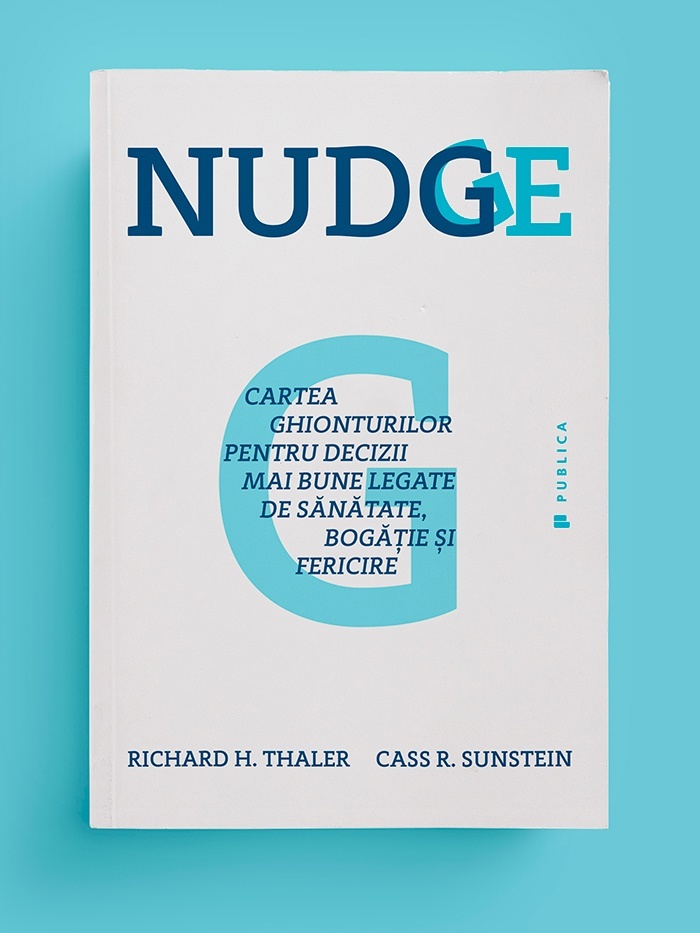 NUDGE
G
CARTEA
GHIONTURILOR
PENTRU DECIZII
MAI BUNE LEGATE
DE SĂNĂTATE,
BOGĂȚIE ȘI
FERICIRE
PUBLICA
RICHARD H. THALER CASS R. SUNSTEIN